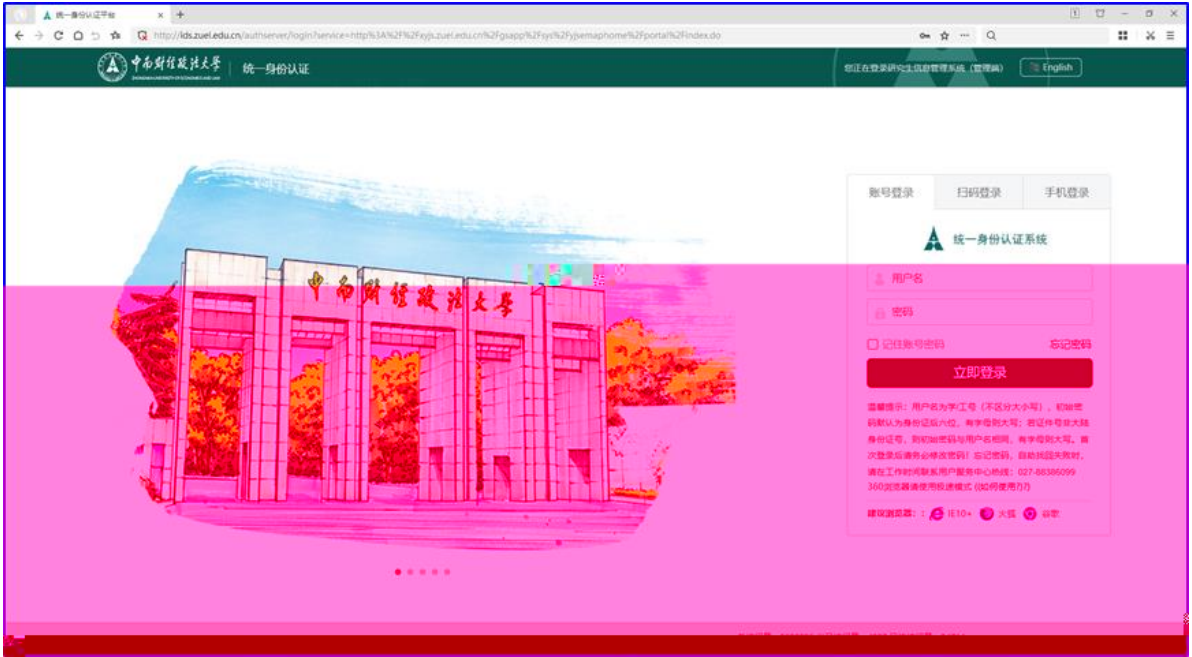 统一身份认证平台
http://ids.zuel.edu.cn/authserver/login?service=http%3A%2F%2Fxyjs.zuel.edu.cn%2Fgsapp%2Fsys%2Fyjsemaphome%2Fportal%2Findex.do
中南财经政法大学
ZHONGNAN UNIVERSITY OF ECONOMICS AND LAW
统一身份认证
您正在登录研究生信息管理系统（管理端）
English
中南财经政法大学
账号登录 扫码登录 手机登录
统一身份认证系统
用户名
密码
记住账号密码 忘记密码
立即登录
温馨提示：用户名为学/工号（不区分大小写），初始密
码默认为身份证后六位，有字母则大写；若证件号非大陆
身份证号，则初始密码与用户名相同，有字母则大写。首
次登录后请务必修改密码！忘记密码，自助找回失败时，
请在工作时间联系用户服务中心热线：027-88386099
360浏览器请使用极速模式 ((如何使用?))
建议浏览器：: IE10+ 火狐 谷歌